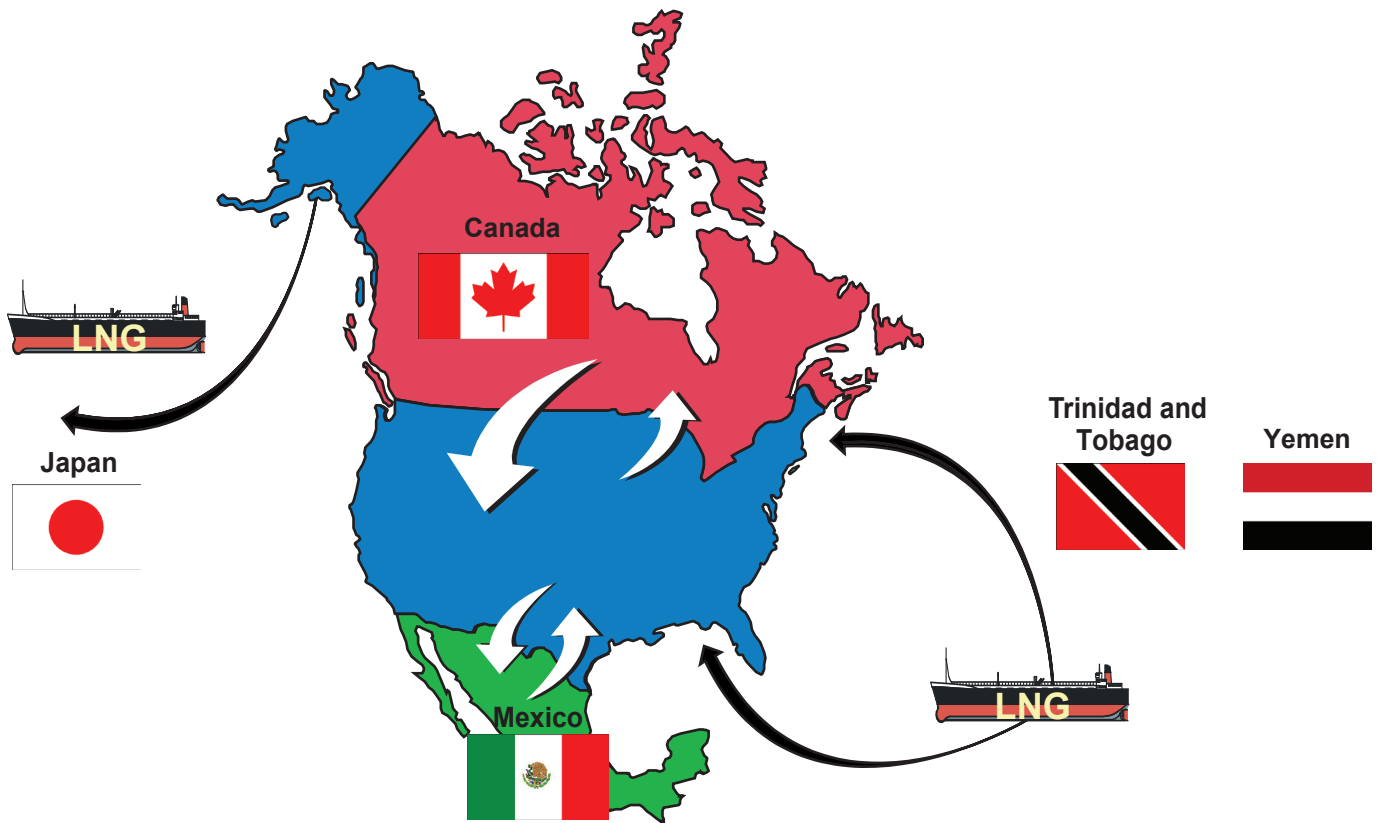 Canada
LNG
Japan
Trinidad and
Tobago
Yemen
LNG
Mexico